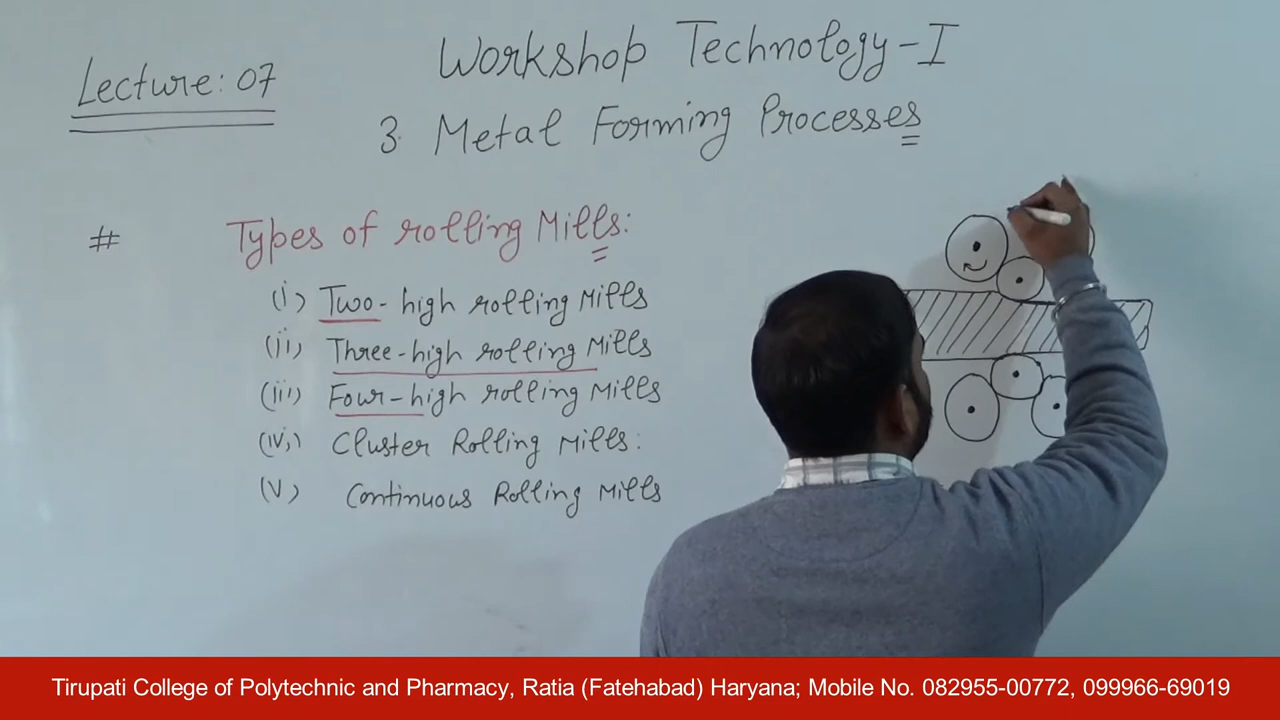 Lecture: 07
Workshop Technology-I
3. Metal Forming Processes
# Types of rolling Mills:
(i) Two-high rolling Mills
(ii) Three-high rolling Mills
(iii) Four-high rolling Mills
(iv) Cluster Rolling Mills:
(v) Continuous Rolling Mills
Tirupati College of Polytechnic and Pharmacy, Ratia (Fatehabad) Haryana; Mobile No. 082955-00772, 099966-69019